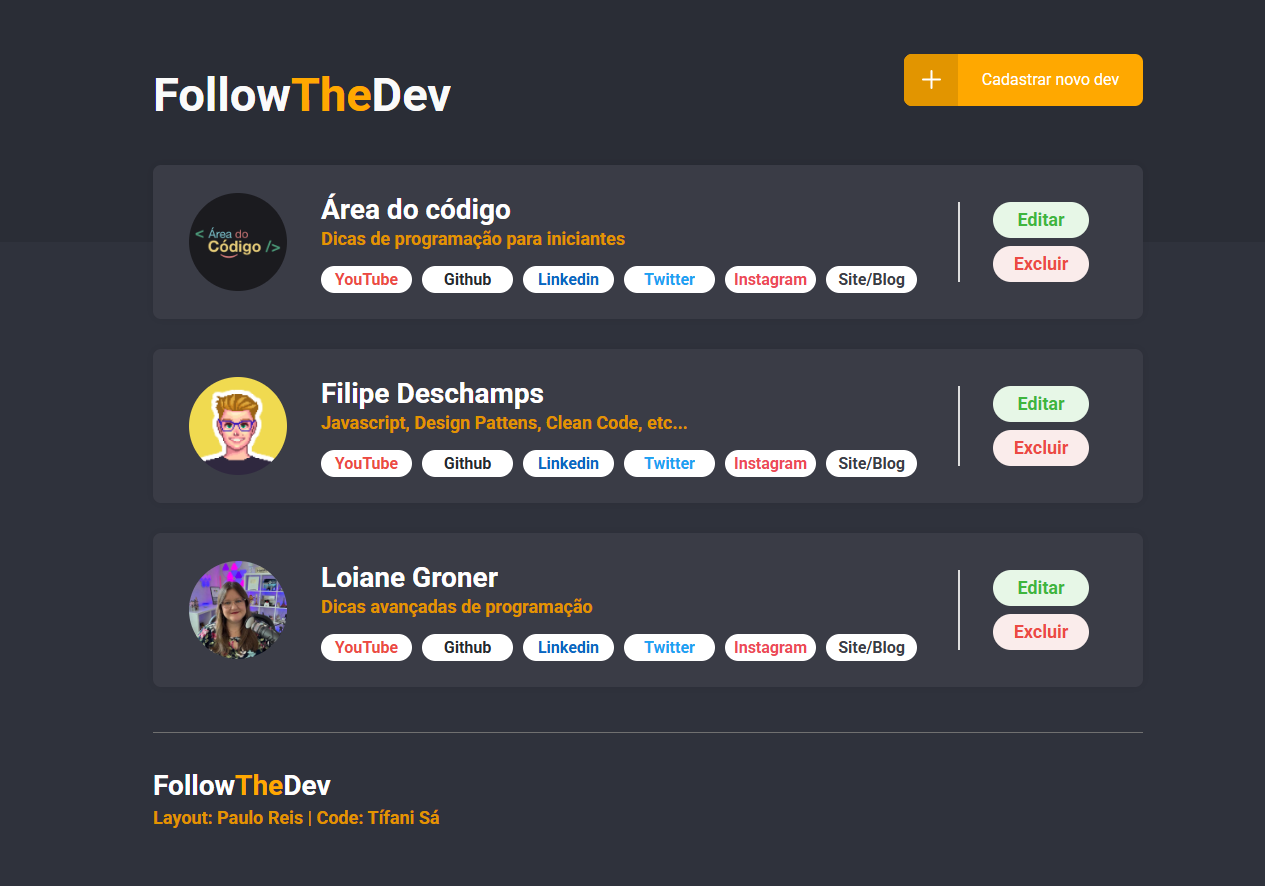 FollowTheDev
+ Cadastrar novo dev
< Área do
Código />
Área do código
Dicas de programação para iniciantes
YouTube Github Linkedin Twitter Instagram Site/Blog
Editar
Excluir
Filipe Deschamps
Javascript, Design Pattens, Clean Code, etc...
YouTube Github Linkedin Twitter Instagram Site/Blog
Editar
Excluir
Loiane Groner
Dicas avançadas de programação
YouTube Github Linkedin Twitter Instagram Site/Blog
Editar
Excluir
FollowTheDev
Layout: Paulo Reis | Code: Tífani Sá